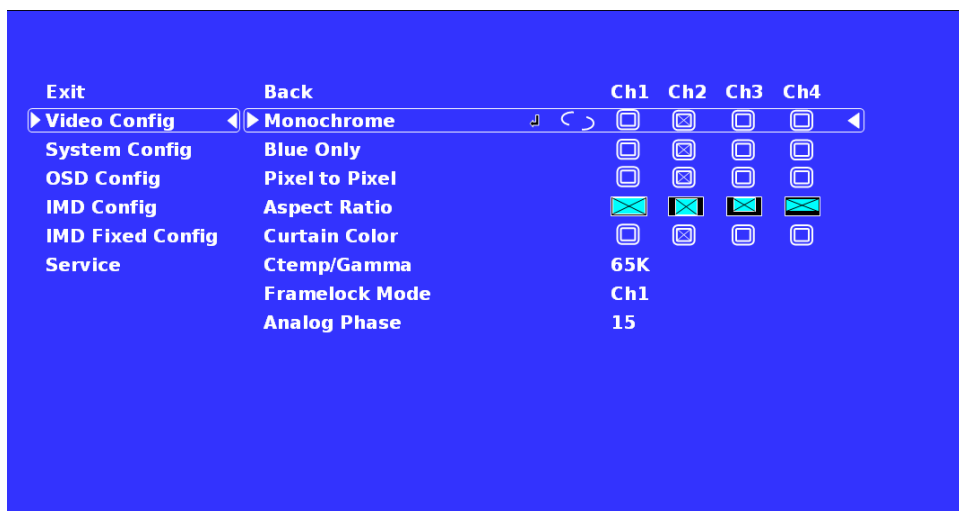 Exit Back Ch1 Ch2 Ch3 Ch4
Video Config Monochrome
System Config Blue Only
OSD Config Pixel to Pixel
IMD Config Aspect Ratio
IMD Fixed Config Curtain Color
Service Ctemp/Gamma 65K
Framelock Mode Ch1
Analog Phase 15